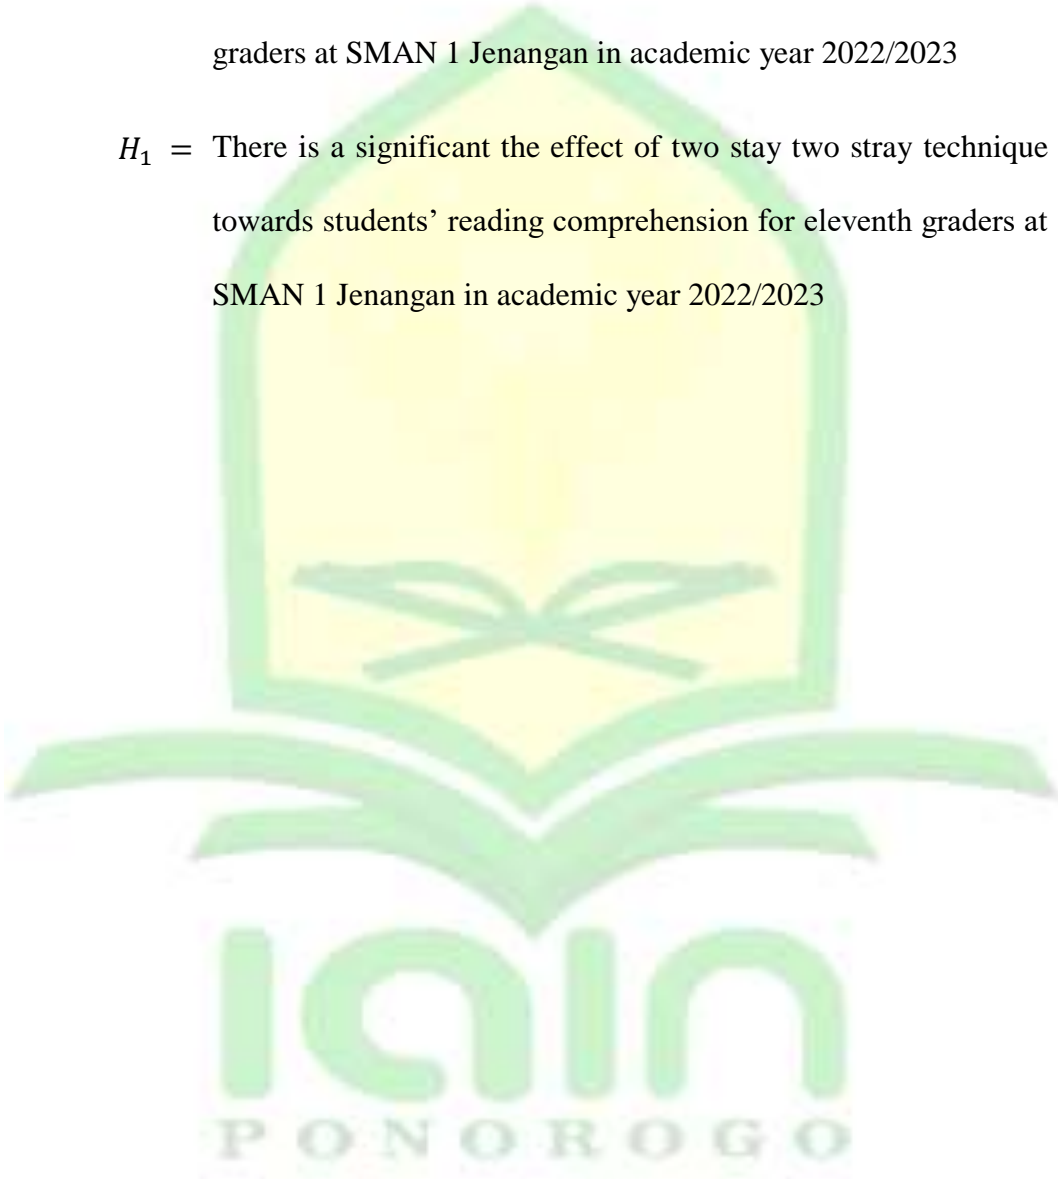 graders at SMAN 1 Jenangan in academic year 2022/2023
H₁ = There is a significant the effect of two stay two stray technique
towards students’ reading comprehension for eleventh graders at
SMAN 1 Jenangan in academic year 2022/2023
iain
PONOROGO